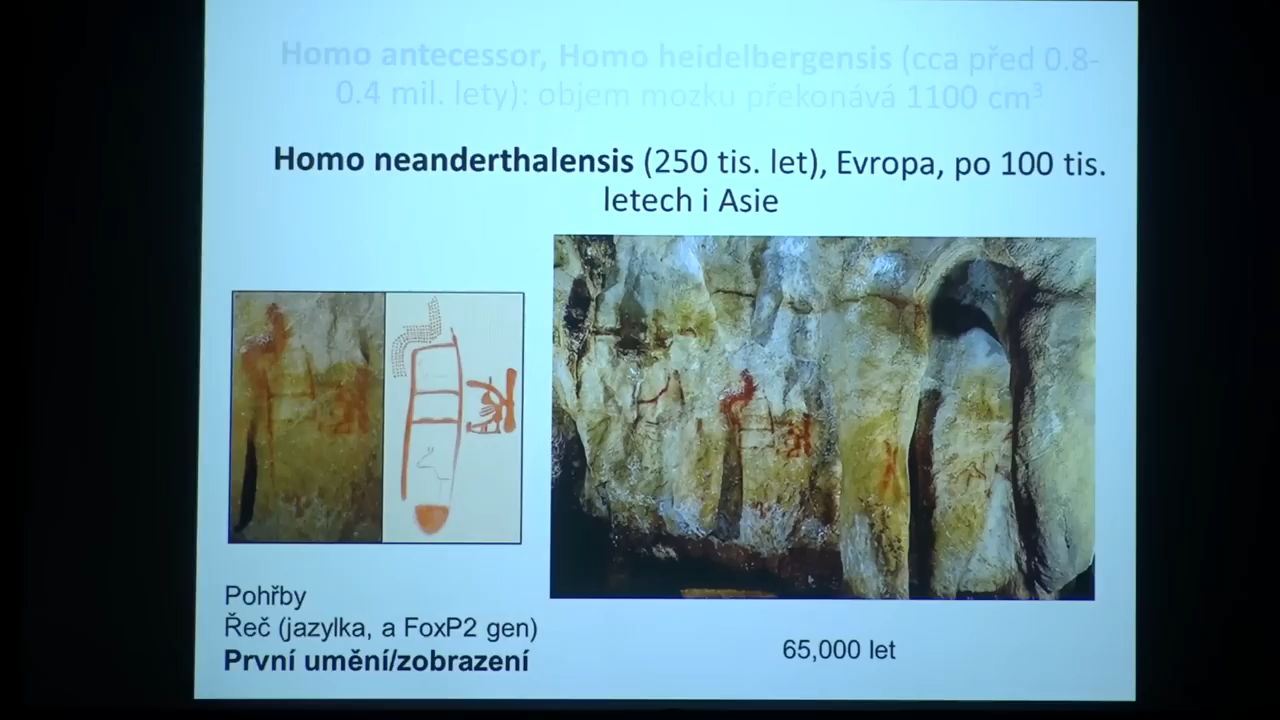 Homo antecessor, Homo heidelbergensis (cca před 0.8-
0.4 mil. lety): objem mozku překonává 1100 cm³
Homo neanderthalensis (250 tis. let), Evropa, po 100 tis.
letech i Asie
Pohřby
Řeč (jazylka, a FoxP2 gen)
První umění/zobrazení
65,000 let